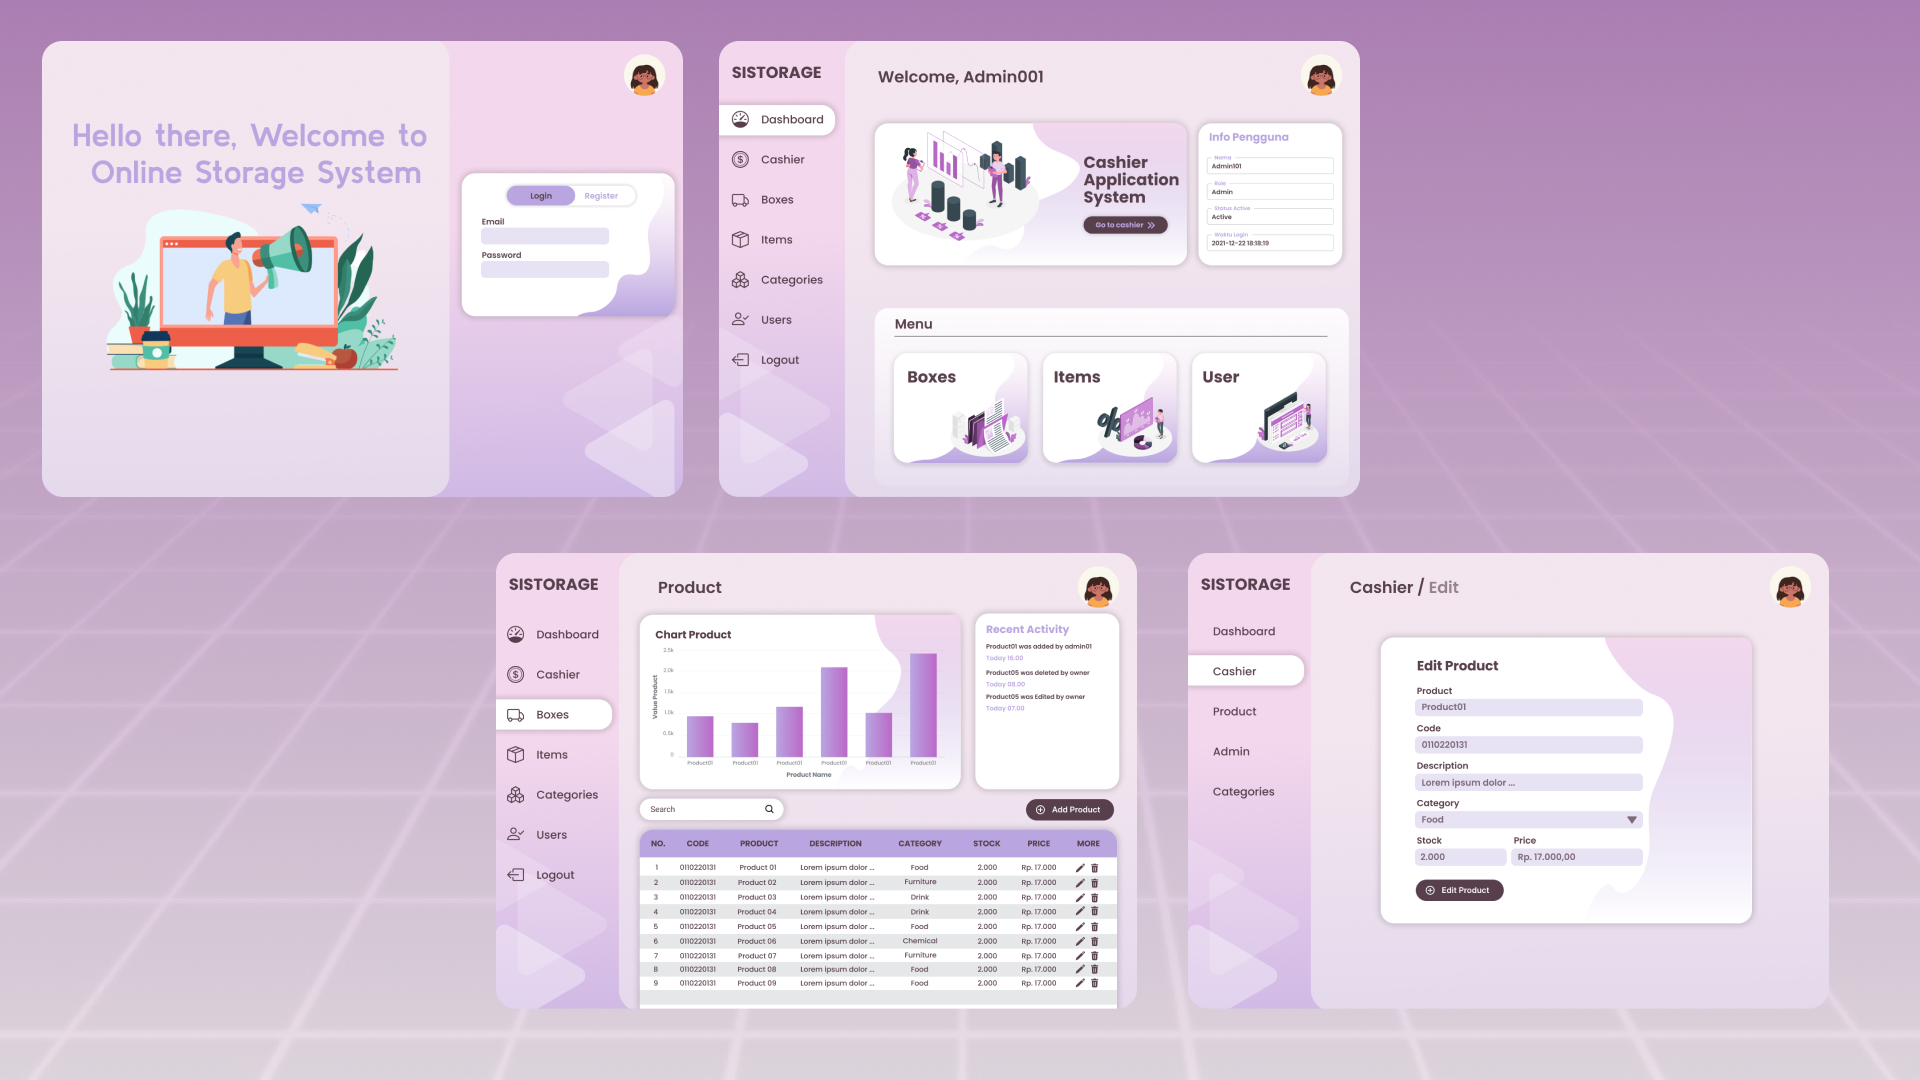 Hello there, Welcome to
Online Storage System
Login
Register
Email
Password
SISTORAGE
Dashboard
Cashier
Boxes
Items
Categories
Users
Logout
Welcome, Admin001
Cashier
Application
System
Go to cashier
Info Pengguna
Nama
Admin101
Role
Admin
Status Active
Active
Waktu Login
2021-12-22 18:18:19
Menu
Boxes
Items
User
SISTORAGE
Dashboard
Cashier
Boxes
Items
Categories
Users
Logout
Product
Chart Product
Value Product
2.5k
2.0k
1.5k
1.0k
0.5k
0
Product01 Product01 Product01 Product01 Product01 Product01
Product Name
Recent Activity
Product01 was added by admin01
Today 16.00
Product05 was deleted by owner
Today 08.00
Product05 was Edited by owner
Today 07.00
Search
Add Product
NO. CODE PRODUCT DESCRIPTION CATEGORY STOCK PRICE MORE
1 0110220131 Product 01 Lorem ipsum dolor ... Food 2.000 Rp. 17.000
2 0110220131 Product 02 Lorem ipsum dolor ... Furniture 2.000 Rp. 17.000
3 0110220131 Product 03 Lorem ipsum dolor ... Drink 2.000 Rp. 17.000
4 0110220131 Product 04 Lorem ipsum dolor ... Drink 2.000 Rp. 17.000
5 0110220131 Product 05 Lorem ipsum dolor ... Food 2.000 Rp. 17.000
6 0110220131 Product 06 Lorem ipsum dolor ... Chemical 2.000 Rp. 17.000
7 0110220131 Product 07 Lorem ipsum dolor ... Furniture 2.000 Rp. 17.000
8 0110220131 Product 08 Lorem ipsum dolor ... Food 2.000 Rp. 17.000
9 0110220131 Product 09 Lorem ipsum dolor ... Food 2.000 Rp. 17.000
SISTORAGE
Dashboard
Cashier
Product
Admin
Categories
Cashier / Edit
Edit Product
Product
Product01
Code
0110220131
Description
Lorem ipsum dolor ...
Category
Food
Stock Price
2.000 Rp. 17.000,00
Edit Product